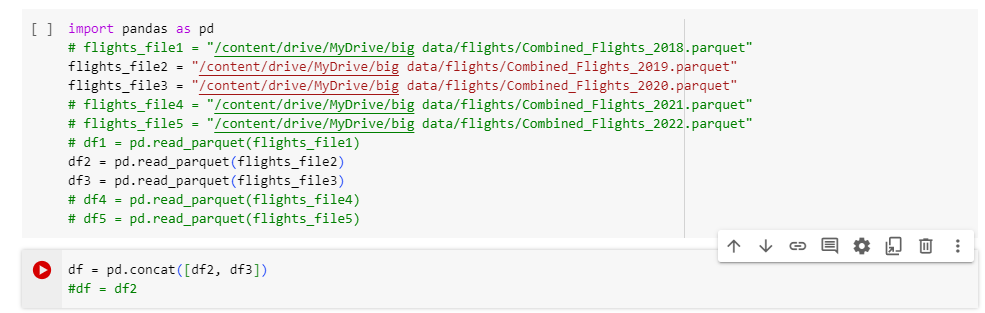 [ ] import pandas as pd
# flights_file1 = "/content/drive/MyDrive/big data/flights/Combined_Flights_2018.parquet"
flights_file2 = "/content/drive/MyDrive/big data/flights/Combined_Flights_2019.parquet"
flights_file3 = "/content/drive/MyDrive/big data/flights/Combined_Flights_2020.parquet"
# flights_file4 = "/content/drive/MyDrive/big data/flights/Combined_Flights_2021.parquet"
# flights_file5 = "/content/drive/MyDrive/big data/flights/Combined_Flights_2022.parquet"
# df1 = pd.read_parquet(flights_file1)
df2 = pd.read_parquet(flights_file2)
df3 = pd.read_parquet(flights_file3)
# df4 = pd.read_parquet(flights_file4)
# df5 = pd.read_parquet(flights_file5)
df = pd.concat([df2, df3])
#df = df2